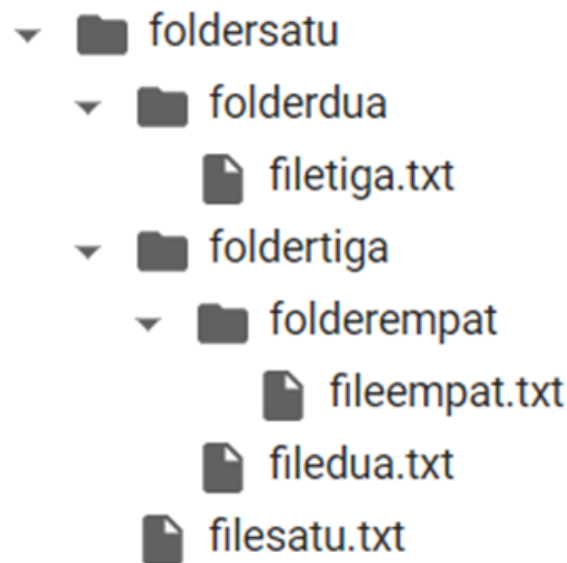 foldersatu
folderdua
filetiga.txt
foldertiga
folderempat
fileempat.txt
filedua.txt
filesatu.txt